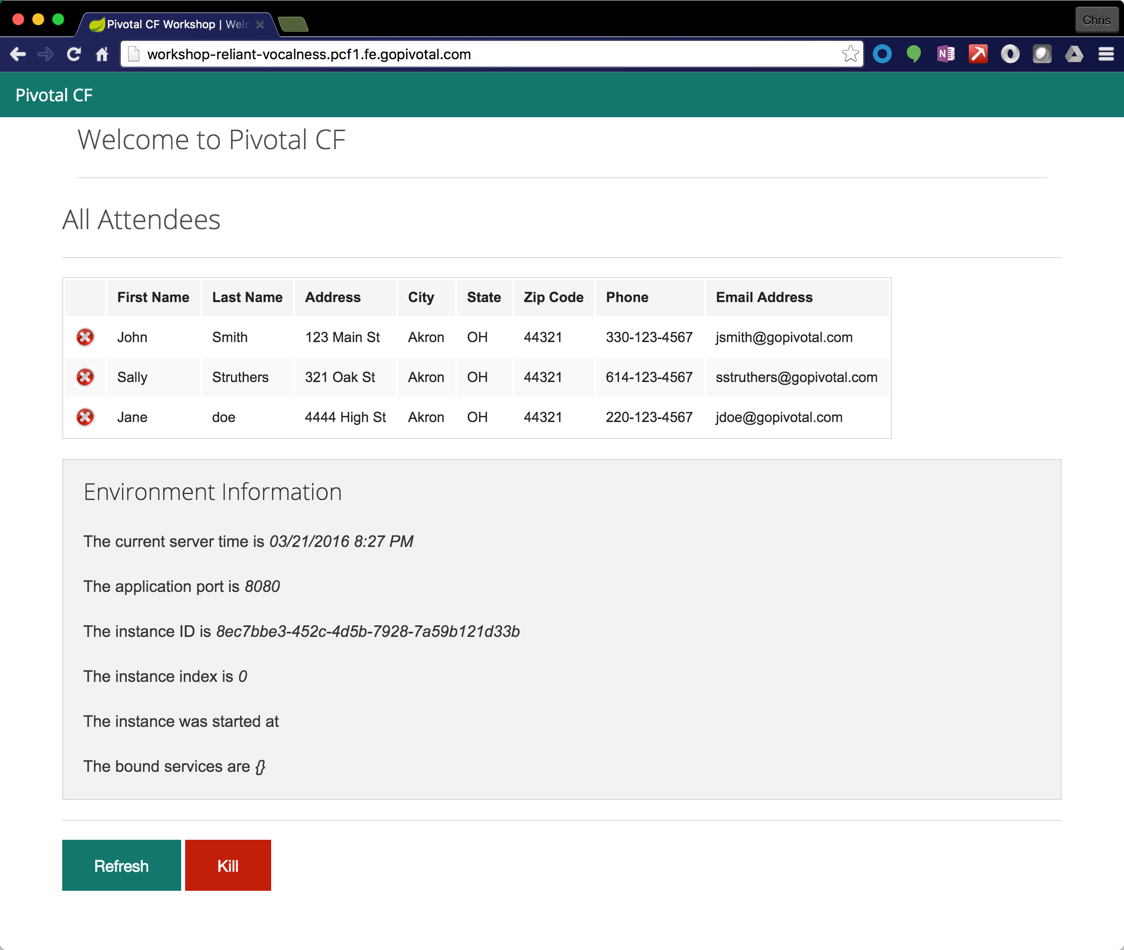 Pivotal CF Workshop | Welc
Chris
workshop-reliant-vocalness.pcf1.fe.gopivotal.com
N
Pivotal CF
Welcome to Pivotal CF
All Attendees
First Name Last Name Address City State Zip Code Phone Email Address
John Smith 123 Main St Akron OH 44321 330-123-4567 jsmith@gopivotal.com
Sally Struthers 321 Oak St Akron OH 44321 614-123-4567 sstruthers@gopivotal.com
Jane doe 4444 High St Akron OH 44321 220-123-4567 jdoe@gopivotal.com
Environment Information
The current server time is 03/21/2016 8:27 PM
The application port is 8080
The instance ID is 8ec7bbe3-452c-4d5b-7928-7a59b121d33b
The instance index is 0
The instance was started at
The bound services are {}
Refresh Kill